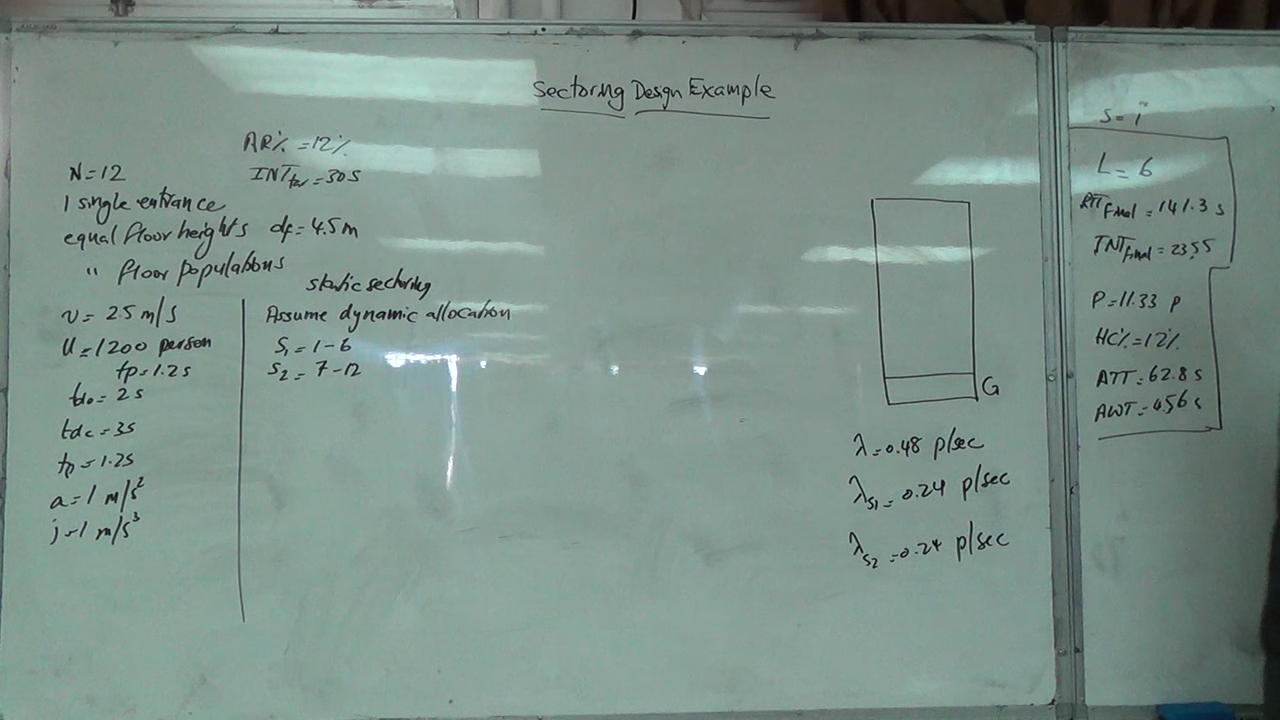 Sectoring Design Example
AR% = 12%
N = 12
INTtar = 30s
1 single entrance
equal floor heights df = 4.5m
" floor populations
static sectoring
v = 2.5 m/s
U = 1200 person
tp = 1.2s
tdo = 2s
tdc = 3s
tp = 1.2s
a = 1 m/s²
j = 1 m/s³
Assume dynamic allocation
S1 = 1-6
S2 = 7-12
G
λ = 0.48 p/sec
λS1 = 0.24 p/sec
λS2 = 0.24 p/sec
L = 6
RTTfinal = 141.3 s
INTfinal = 23.5s
P = 11.33 p
HC% = 12%
ATT = 62.8 s
AWT = 45.6 s